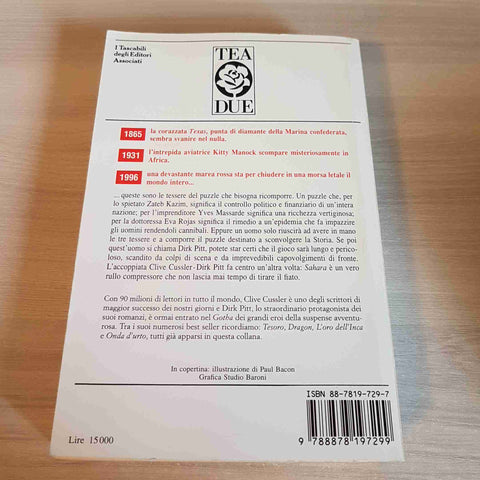 I Tascabili
degli Editori
Associati
TEA
DUE
1865 la corazzata Texas, punta di diamante della Marina confederata,
sembra svanire nel nulla.
1931 l'intrepida aviatrice Kitty Manock scompare misteriosamente in
Africa.
1996 una devastante marea rossa sta per chiudere in una morsa letale il
mondo intero...
... queste sono le tessere del puzzle che bisogna ricomporre. Un puzzle che, per
lo spietato Zateb Kazim, significa il controllo politico e finanziario di un'intera
nazione; per l'imprenditore Yves Massarde significa una ricchezza vertiginosa;
per la dottoressa Eva Rojas significa il rimedio a un'epidemia che fa impazzire
gli uomini rendendoli cannibali. Eppure un uomo solo riuscirà ad avere in mano
le tre tessere e a comporre il puzzle destinato a sconvolgere la Storia. Se poi
quest'uomo si chiama Dirk Pitt, potete star certi che il gioco sarà lungo e perico-
loso, scandito da colpi di scena e da imprevedibili capovolgimenti di fronte.
L'accoppiata Clive Cussler-Dirk Pitt fa centro un'altra volta: Sahara è un vero
rullo compressore che non lascia mai tempo di tirare il fiato.
Con 90 milioni di lettori in tutto il mondo, Clive Cussler è uno degli scrittori di
maggior successo dei nostri giorni e Dirk Pitt, lo straordinario protagonista dei
suoi romanzi, è ormai entrato nel Gotha dei grandi eroi della suspense avventu-
rosa. Tra i suoi numerosi best seller ricordiamo: Tesoro, Dragon, L'oro dell'Inca
e Onda d'urto, tutti già apparsi in questa collana.
In copertina: illustrazione di Paul Bacon
Grafica Studio Baroni
ISBN 88-7819-729-7
9 788878 197299
Lire 15000